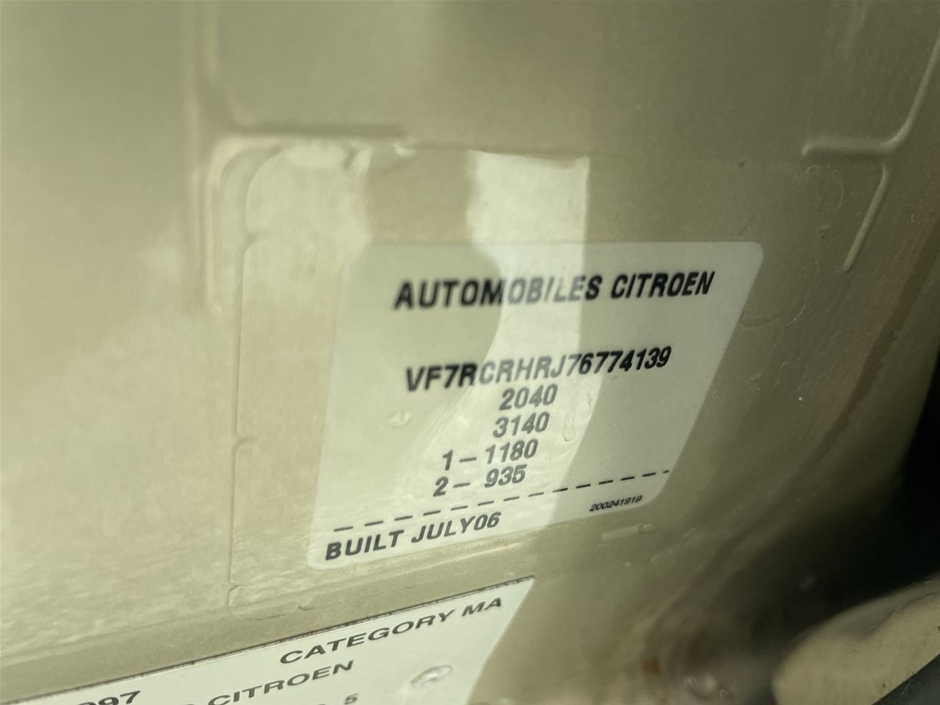 AUTOMOBILES CITROEN
VF7RCRHRJ76774139
2040
3140
1-1180
2-935
200241919
BUILT JULY06
CATEGORY MA
CITROEN